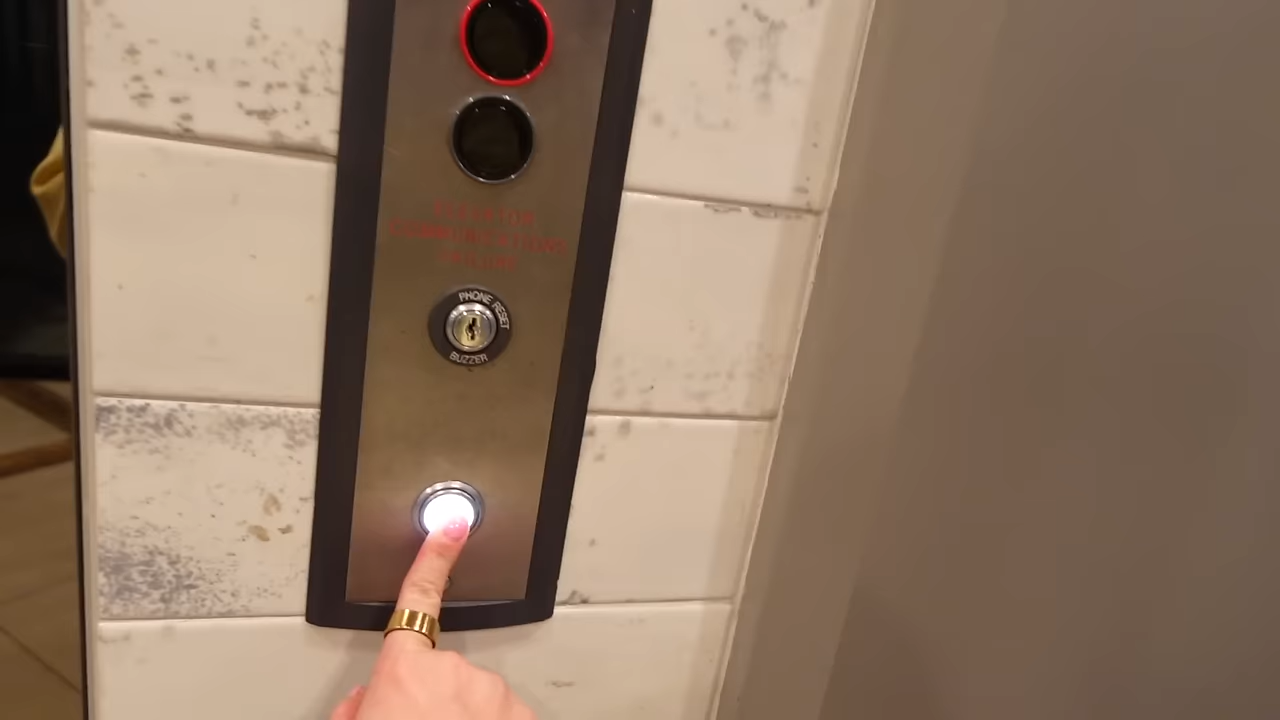 ELEVATOR
COMMUNICATIONS
FAILURE
PHONE RESET
BUZZER